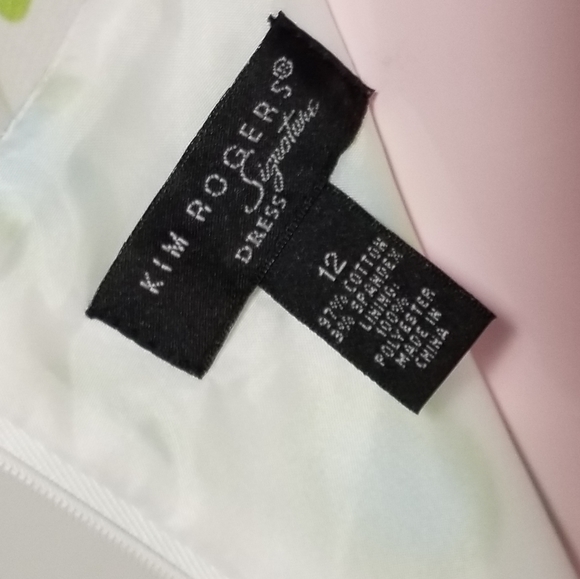 KIM ROGERS®
Signature
DRESS
12
97% COTTON
3% SPANDEX
LINING:
100%
POLYESTER
MADE IN
CHINA